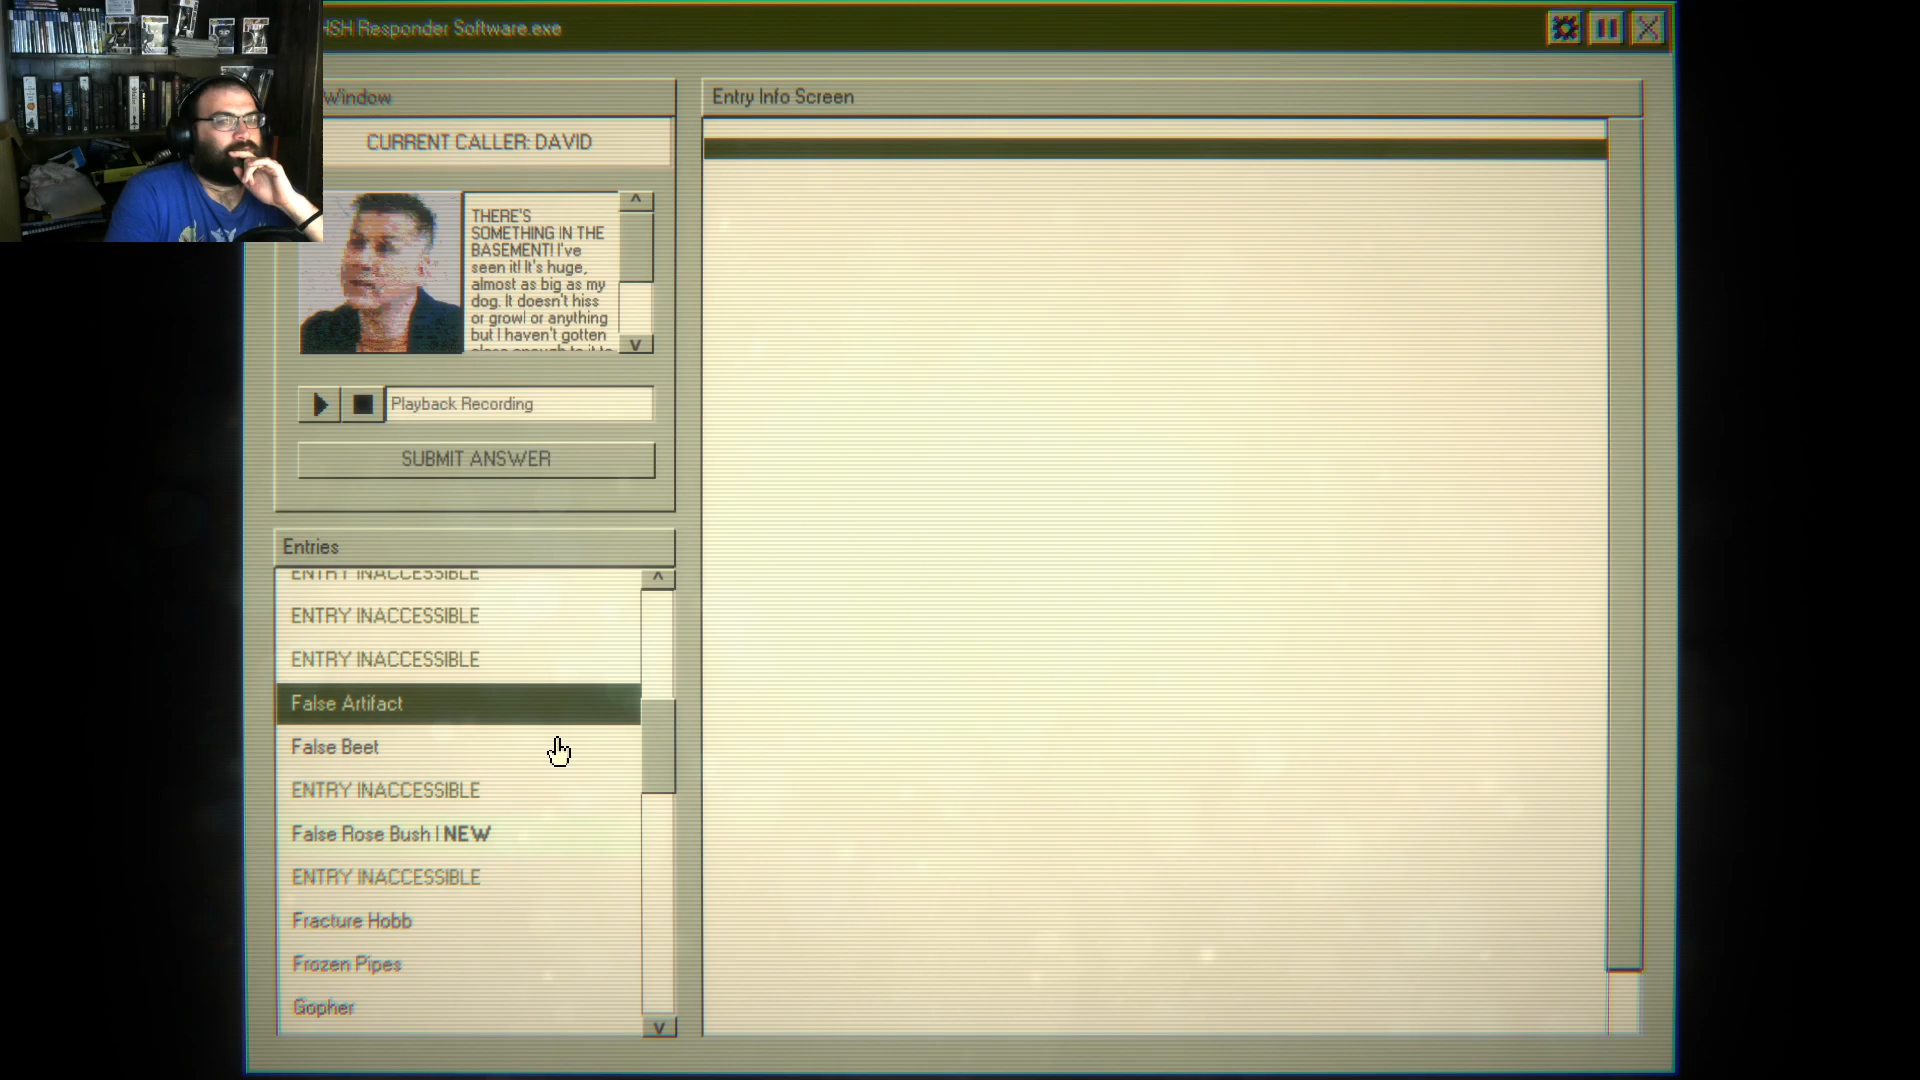 HSH Responder Software.exe
Window
CURRENT CALLER: DAVID
THERE'S
SOMETHING IN THE
BASEMENT! I've
seen it! It's huge,
almost as big as my
dog. It doesn't hiss
or growl or anything
but I haven't gotten
Playback Recording
SUBMIT ANSWER
Entries
ENTRY INACCESSIBLE
ENTRY INACCESSIBLE
ENTRY INACCESSIBLE
False Artifact
False Beet
ENTRY INACCESSIBLE
False Rose Bush | NEW
ENTRY INACCESSIBLE
Fracture Hobb
Frozen Pipes
Gopher
Entry Info Screen